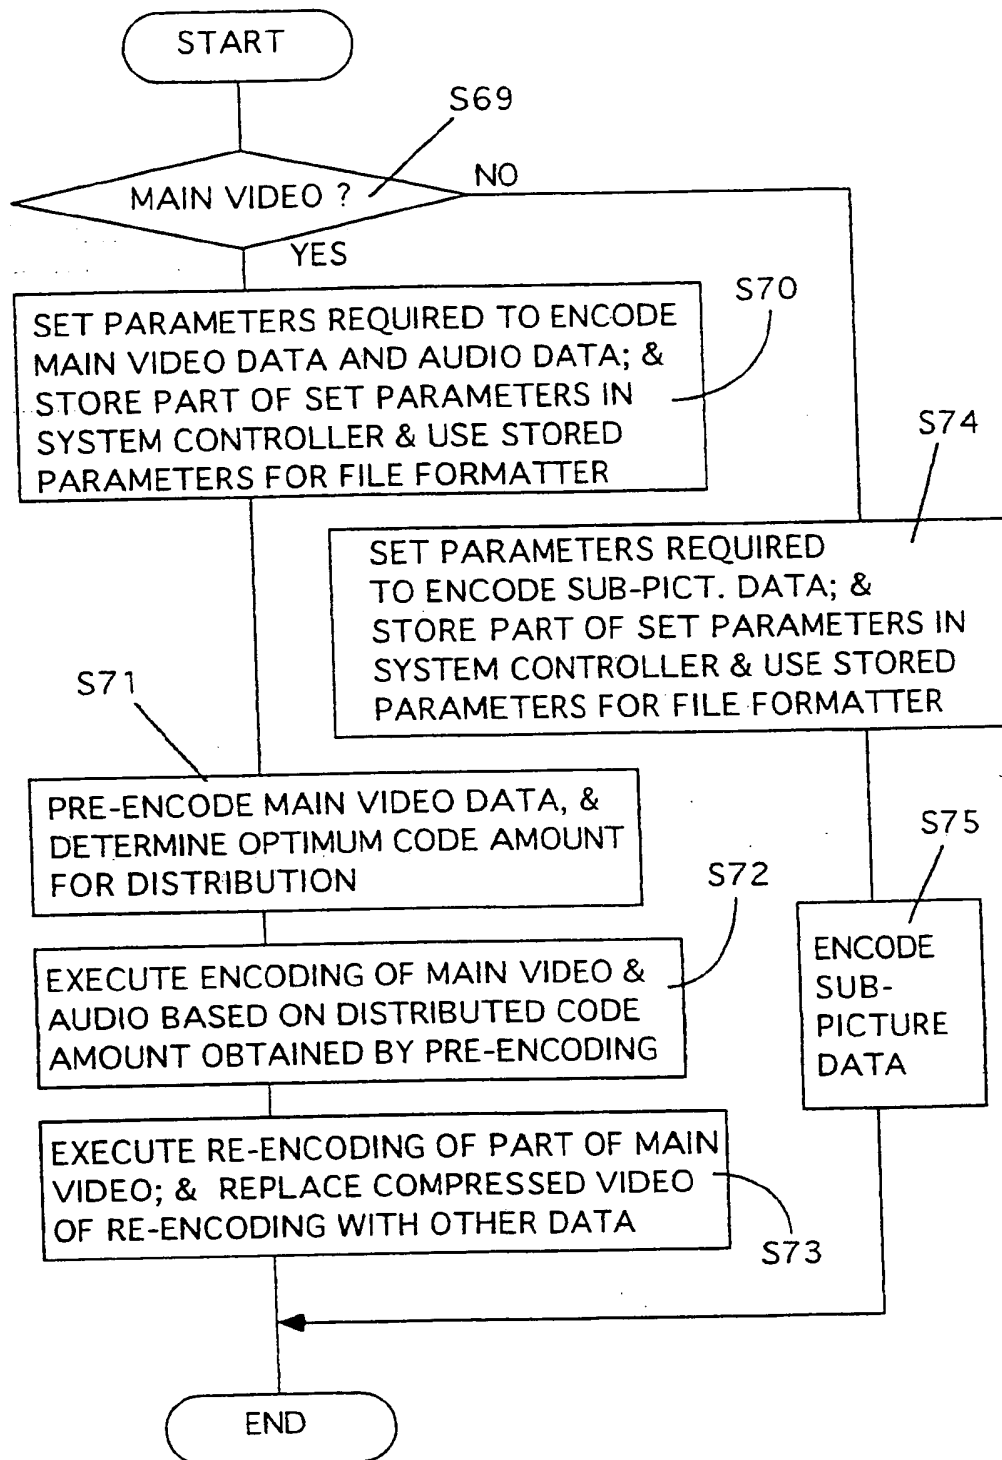 START
S69
MAIN VIDEO ?
NO
YES
S70
SET PARAMETERS REQUIRED TO ENCODE
MAIN VIDEO DATA AND AUDIO DATA; &
STORE PART OF SET PARAMETERS IN
SYSTEM CONTROLLER & USE STORED
PARAMETERS FOR FILE FORMATTER
S74
SET PARAMETERS REQUIRED
TO ENCODE SUB-PICT. DATA; &
STORE PART OF SET PARAMETERS IN
SYSTEM CONTROLLER & USE STORED
PARAMETERS FOR FILE FORMATTER
S71
PRE-ENCODE MAIN VIDEO DATA, &
DETERMINE OPTIMUM CODE AMOUNT
FOR DISTRIBUTION
S72
EXECUTE ENCODING OF MAIN VIDEO &
AUDIO BASED ON DISTRIBUTED CODE
AMOUNT OBTAINED BY PRE-ENCODING
S75
ENCODE
SUB-
PICTURE
DATA
EXECUTE RE-ENCODING OF PART OF MAIN
VIDEO; & REPLACE COMPRESSED VIDEO
OF RE-ENCODING WITH OTHER DATA
S73
END